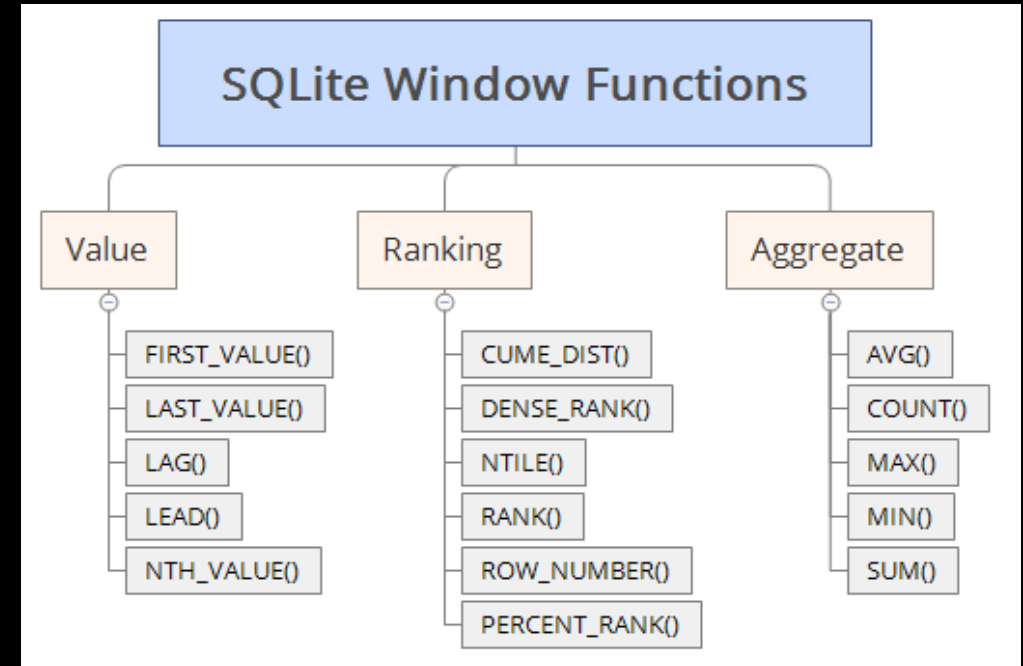 SQLite Window Functions
Value
FIRST_VALUE()
LAST_VALUE()
LAG()
LEAD()
NTH_VALUE()
Ranking
CUME_DIST()
DENSE_RANK()
NTILE()
RANK()
ROW_NUMBER()
PERCENT_RANK()
Aggregate
AVG()
COUNT()
MAX()
MIN()
SUM()